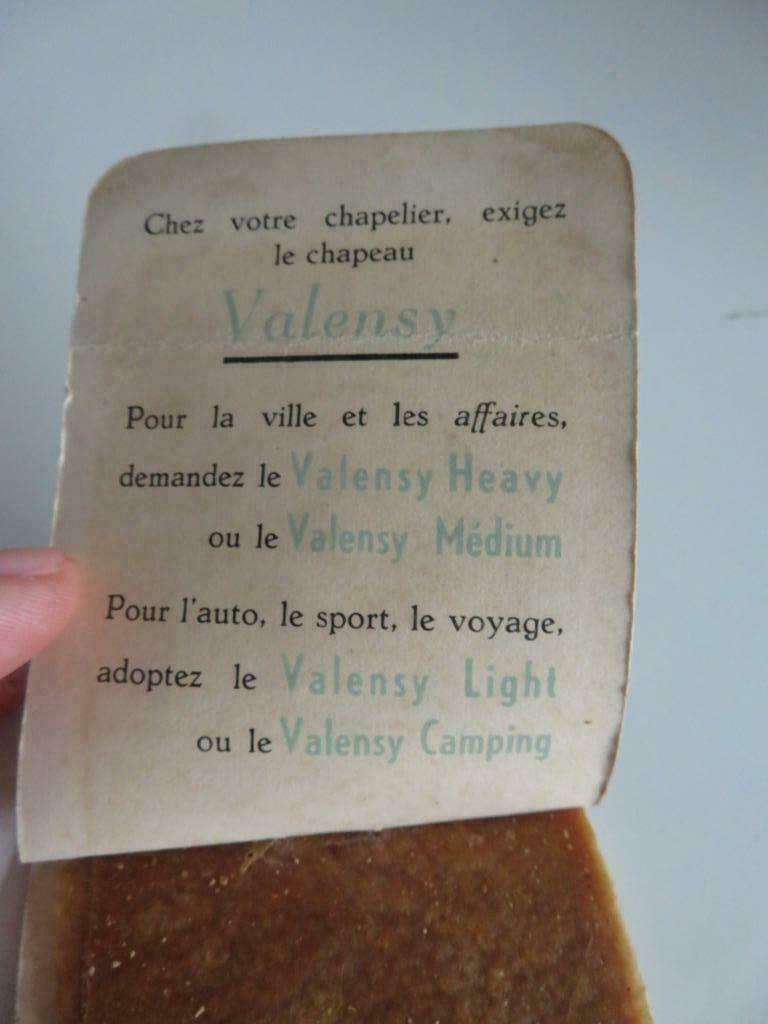 Chez votre chapelier, exigez
le chapeau
Valensy
Pour la ville et les affaires,
demandez le Valensy Heavy
ou le Valensy Médium
Pour l'auto, le sport, le voyage,
adoptez le Valensy Light
ou le Valensy Camping